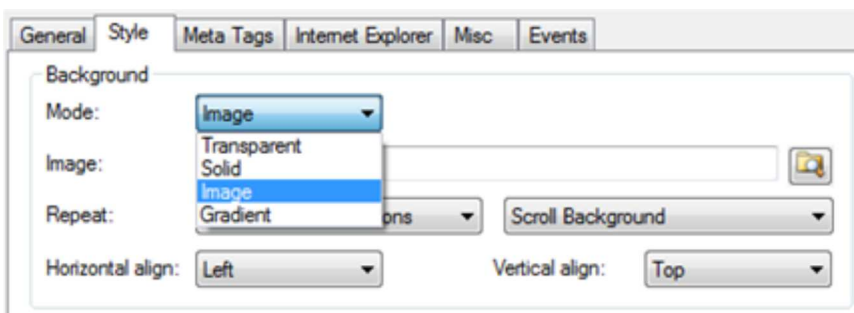 General Style Meta Tags Internet Explorer Misc Events
Background
Mode: Image
Transparent
Image: Solid
Image
Repeat: Gradient Scroll Background
Horizontal align: Left Vertical align: Top